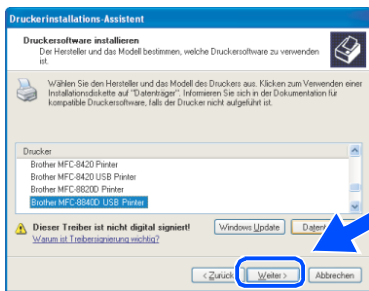 Druckerinstallations-Assistent
Druckersoftware installieren
Der Hersteller und das Modell bestimmen, welche Druckersoftware zu verwenden
ist.
Wählen Sie den Hersteller und das Modell des Druckers aus. Klicken zum Verwenden einer
Installationsdiskette auf "Datenträger". Informieren Sie sich in der Dokumentation für
kompatible Druckersoftware, falls der Drucker nicht aufgeführt ist.
Drucker
Brother MFC-8420 Printer
Brother MFC-8420 USB Printer
Brother MFC-8820D Printer
Brother MFC-8840D USB Printer
Dieser Treiber ist nicht digital signiert!
Windows Update
Warum ist Treibersignierung wichtig?
< Zurück
Weiter >
Abbrechen